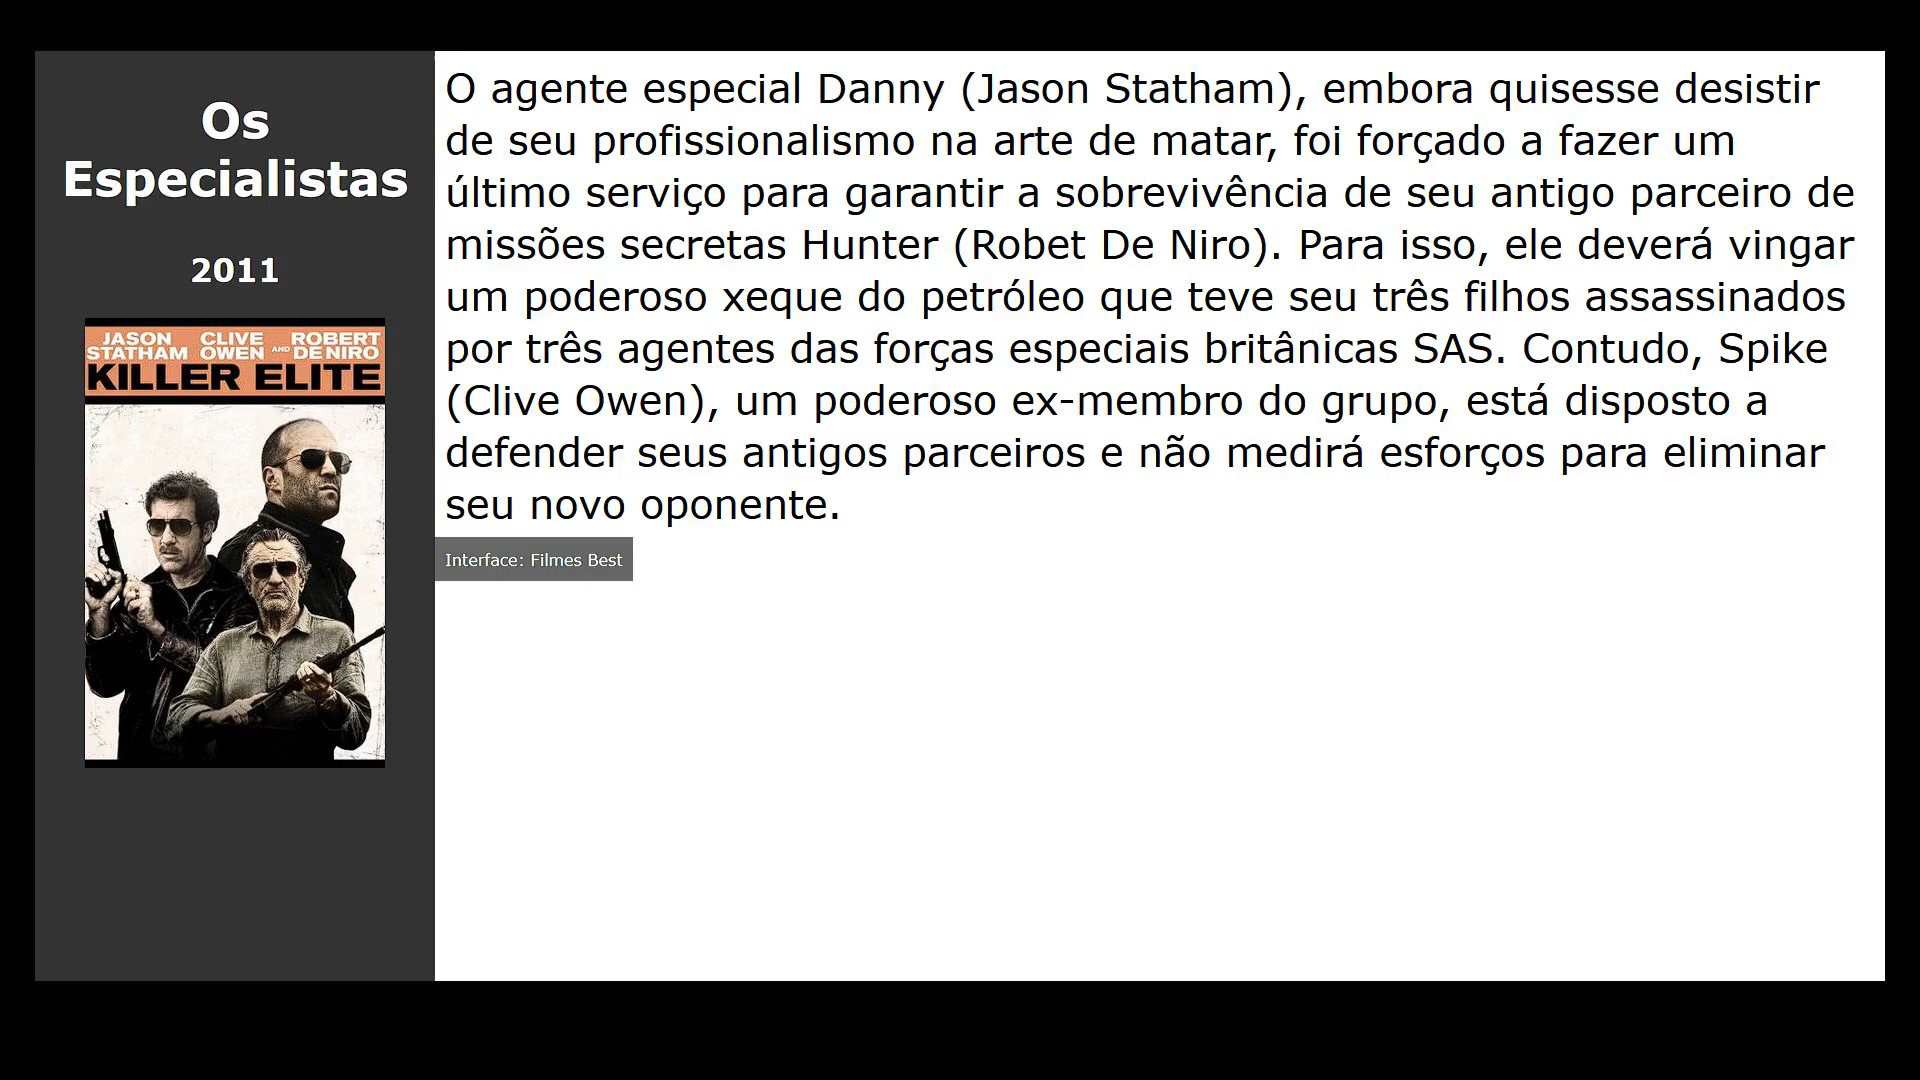 Os
Especialistas
2011
JASON CLIVE ROBERT
STATHAM OWEN AND DE NIRO
KILLER ELITE
O agente especial Danny (Jason Statham), embora quisesse desistir
de seu profissionalismo na arte de matar, foi forçado a fazer um
último serviço para garantir a sobrevivência de seu antigo parceiro de
missões secretas Hunter (Robet De Niro). Para isso, ele deverá vingar
um poderoso xeque do petróleo que teve seu três filhos assassinados
por três agentes das forças especiais britânicas SAS. Contudo, Spike
(Clive Owen), um poderoso ex-membro do grupo, está disposto a
defender seus antigos parceiros e não medirá esforços para eliminar
seu novo oponente.
Interface: Filmes Best